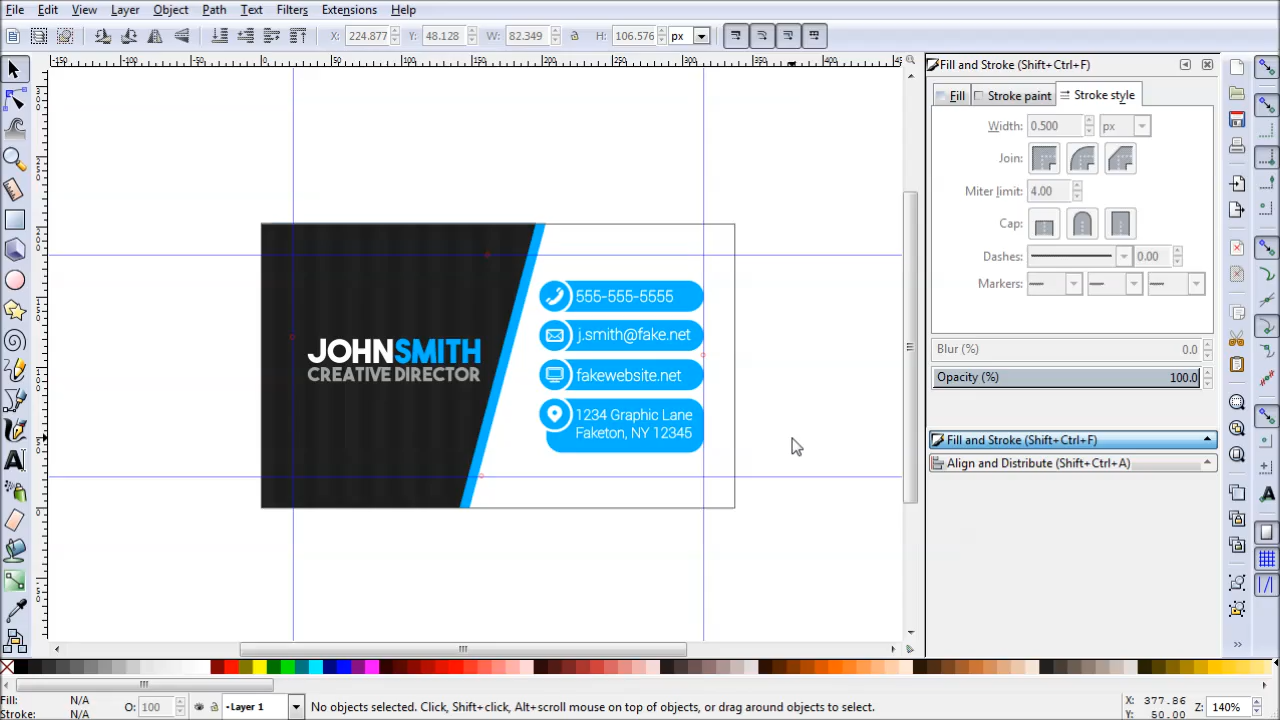 File Edit View Layer Object Path Text Filters Extensions Help
X: 224.877 Y: 48.128 W: 82.349 H: 106.576 px
Fill and Stroke (Shift+Ctrl+F)
Fill Stroke paint Stroke style
Width: 0.500 px
Join:
Miter limit: 4.00
Cap:
Dashes: 0.00
Markers:
Blur (%) 0.0
Opacity (%) 100.0
Fill and Stroke (Shift+Ctrl+F)
Align and Distribute (Shift+Ctrl+A)
JOHNSMITH
CREATIVE DIRECTOR
555-555-5555
j.smith@fake.net
fakewebsite.net
1234 Graphic Lane
Faketon, NY 12345
Fill: N/A
Stroke: N/A
O: 100
Layer 1
No objects selected. Click, Shift+click, Alt+scroll mouse on top of objects, or drag around objects to select.
X: 377.86
Y: 50.00
Z: 140%